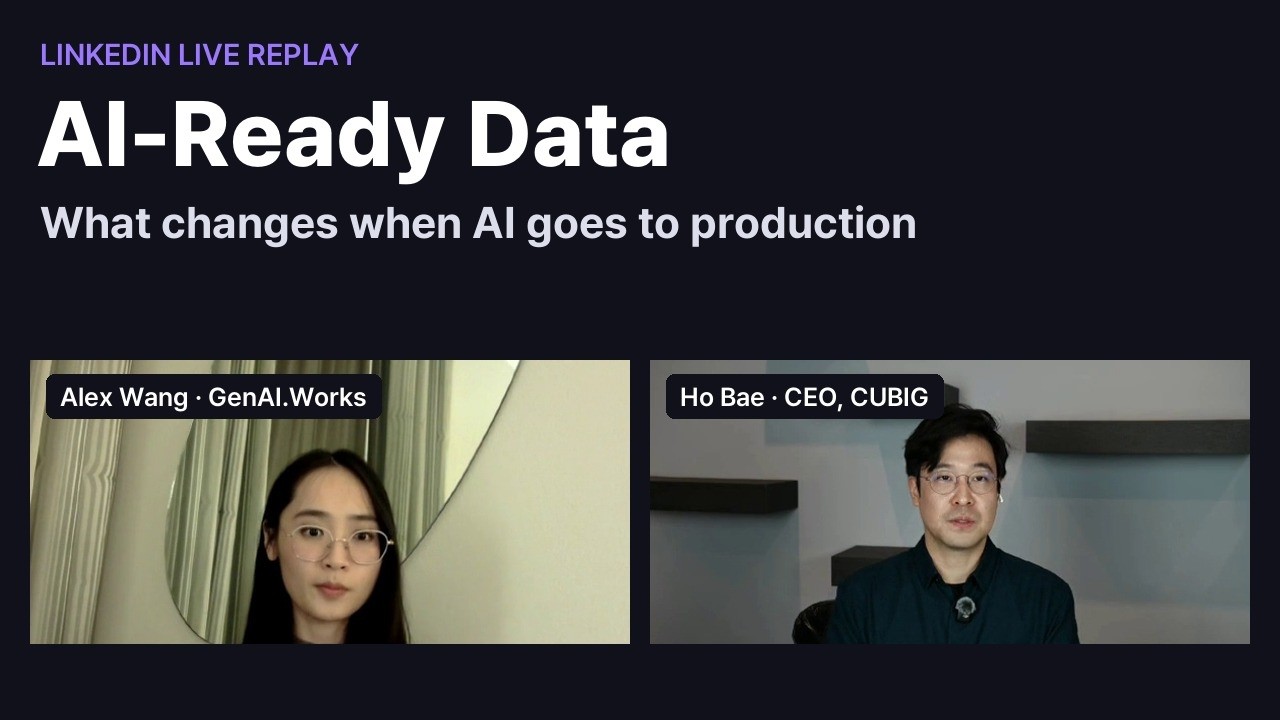 LINKEDIN LIVE REPLAY
AI-Ready Data
What changes when AI goes to production
Alex Wang · GenAI.Works
Ho Bae · CEO, CUBIG